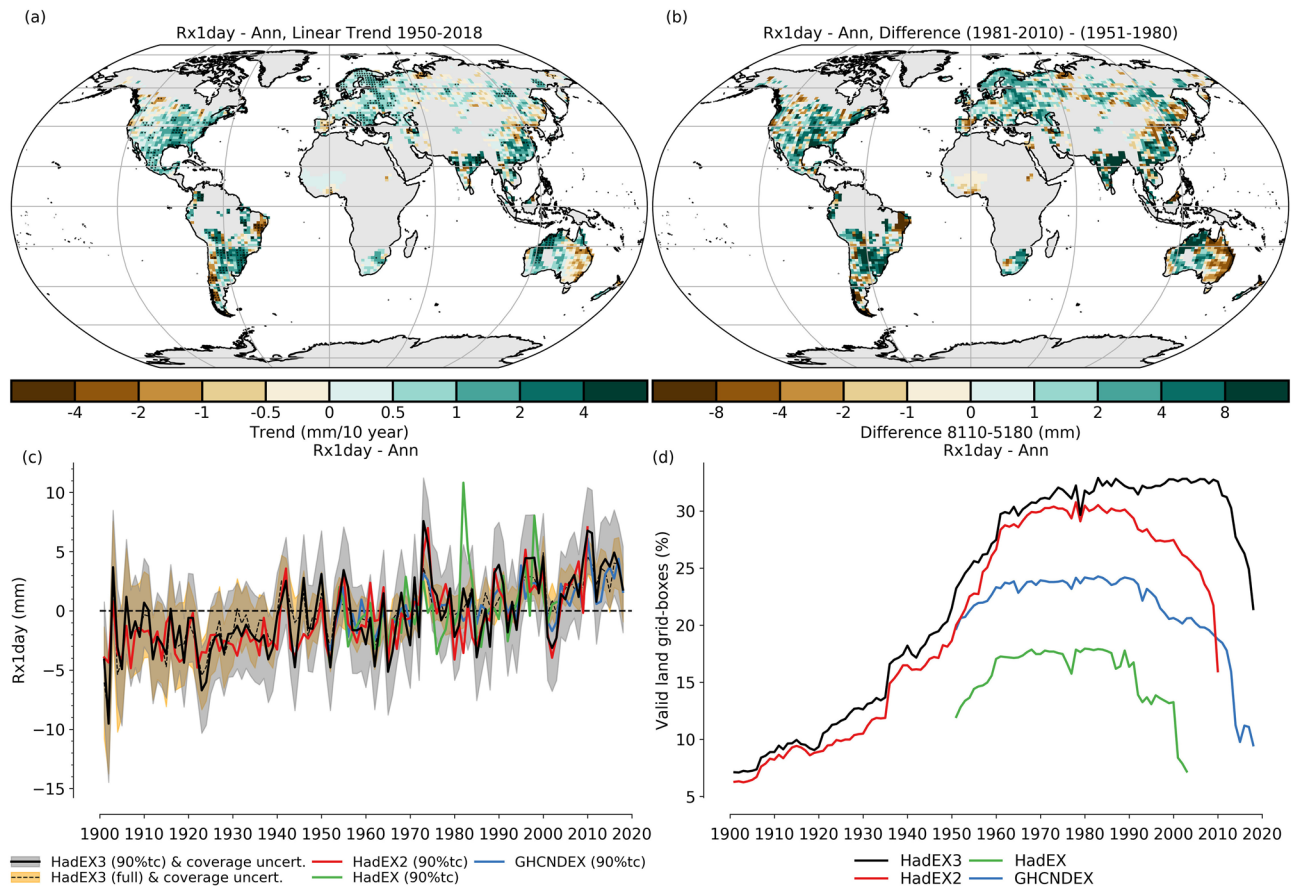 (a)
Rx1day - Ann, Linear Trend 1950-2018
(b)
Rx1day - Ann, Difference (1981-2010) - (1951-1980)
-4 -2 -1 -0.5 0 0.5 1 2 4
Trend (mm/10 year)
-8 -4 -2 -1 0 1 2 4 8
Difference 8110-5180 (mm)
(c)
Rx1day - Ann
10
5
0
−5
−10
−15
Rx1day (mm)
1900 1910 1920 1930 1940 1950 1960 1970 1980 1990 2000 2010 2020
HadEX3 (90%tc) & coverage uncert.
HadEX3 (full) & coverage uncert.
HadEX2 (90%tc)
HadEX (90%tc)
GHCNDEX (90%tc)
(d)
Rx1day - Ann
30
25
20
15
10
5
Valid land grid-boxes (%)
1900 1910 1920 1930 1940 1950 1960 1970 1980 1990 2000 2010 2020
HadEX3
HadEX2
HadEX
GHCNDEX